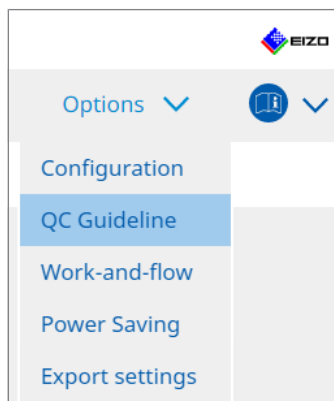 EIZO
Options
Configuration
QC Guideline
Work-and-flow
Power Saving
Export settings